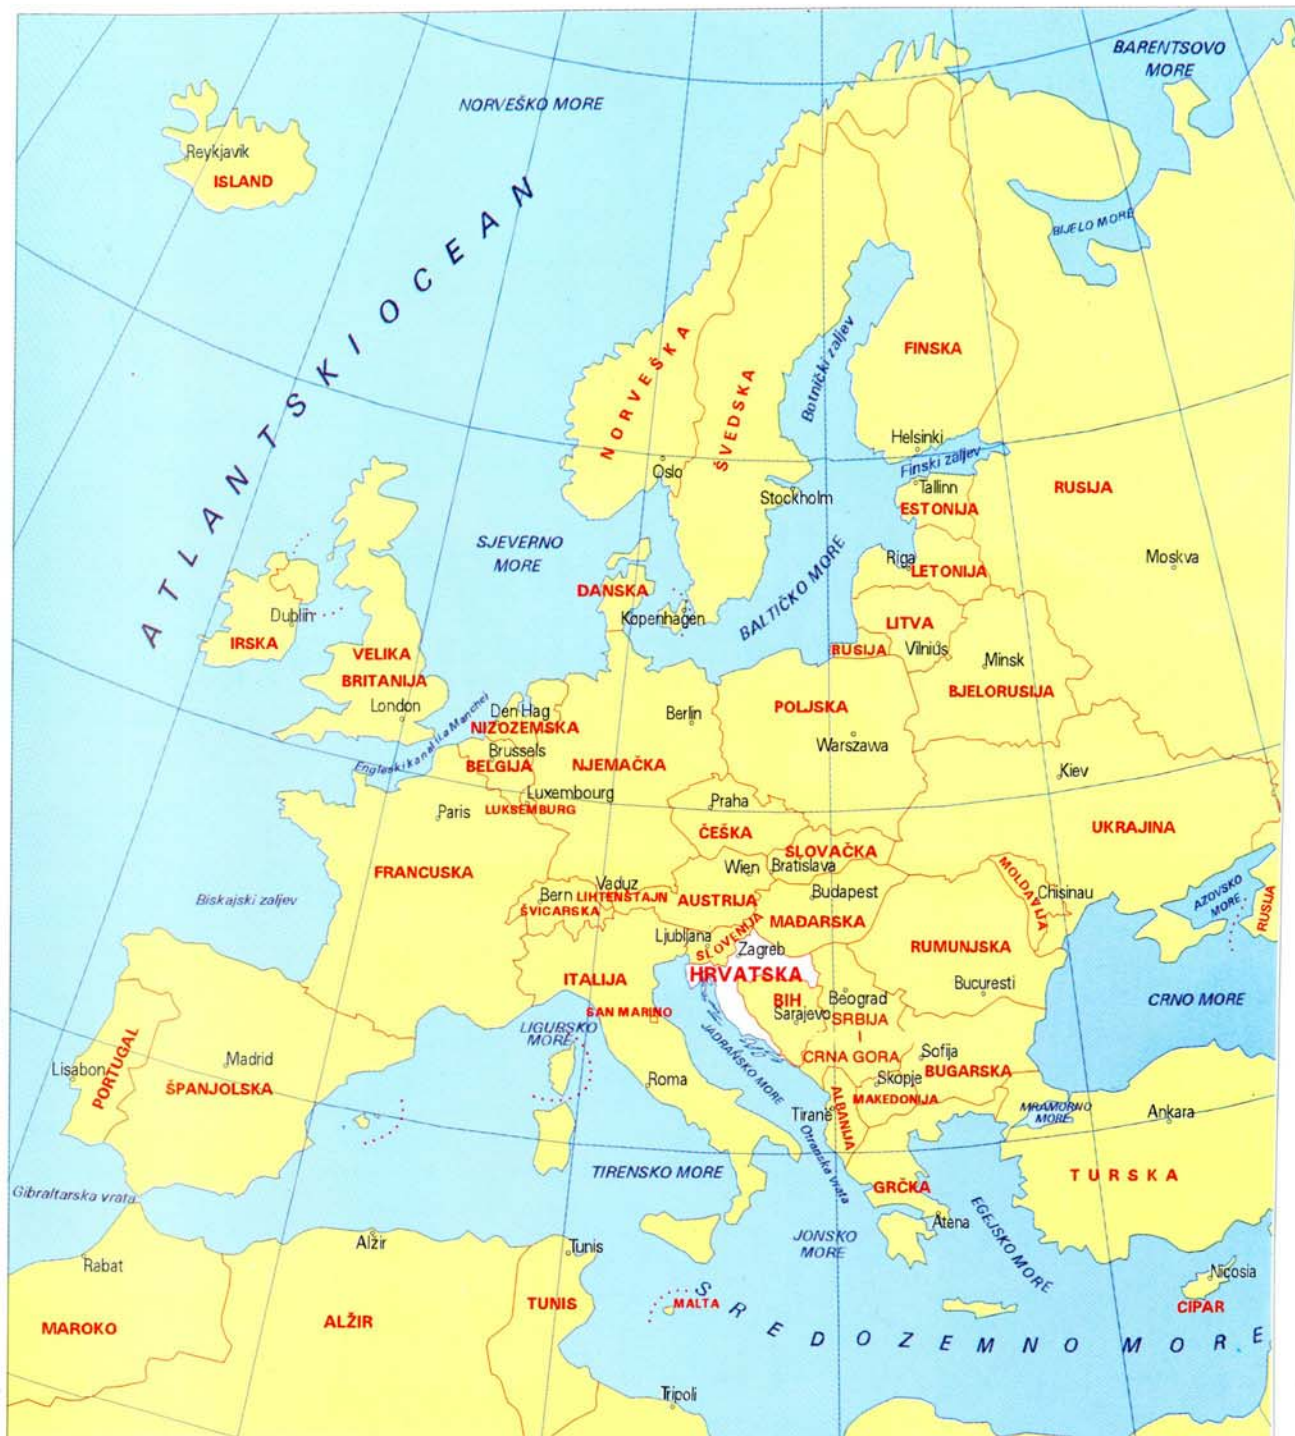 BARENTSOVO
MORE
NORVEŠKO MORE
Reykjavik
ISLAND
ATLANTSKI OCEAN
BIJELO MORE
NORVEŠKA
ŠVEDSKA
Botnički zaljev
FINSKA
Helsinki
Finski zaljev
Oslo
Stockholm
Tallinn
ESTONIJA
RUSIJA
Moskva
SJEVERNO
MORE
BALTIČKO MORE
Riga
LETONIJA
DANSKA
Kopenhagen
Dublin
IRSKA
VELIKA
BRITANIJA
London
LITVA
Vilnius
RUSIJA
Minsk
BJELORUSIJA
Engleski kanal i ka Manche
Den Hag
NIZOZEMSKA
Brussels
BELGIJA
Berlin
NJEMAČKA
POLJSKA
Warszawa
Luxembourg
LUKSEMBURG
Paris
Praha
ČEŠKA
Kiev
UKRAJINA
SLOVAČKA
Bratislava
FRANCUSKA
Wien
Vaduz
Bern
LIHTENSTAJN
ŠVICARSKA
AUSTRIJA
Budapest
MAĐARSKA
MOLDAVIJA
Chisinau
AZOVSKO
MORE
RUSIJA
Biskajski zaljev
Ljubljana
SLOVENIJA
Zagreb
HRVATSKA
RUMUNJSKA
Bucuresti
ITALIJA
BIH
Sarajevo
Beograd
SRBIJA
I
CRNA GORA
CRNO MORE
SAN MARINO
LIGURSKO
MORE
JADRANSKO MORE
Sofija
BUGARSKA
Skopje
MAKEDONIJA
PORTUGAL
Lisabon
Madrid
ŠPANJOLSKA
Roma
Tirane
ALBANIJA
MRAMORNO
MORE
Ankara
TURSKA
Otranska vrata
TIRENSKO MORE
GRČKA
Atena
EGEJSKO MORE
JONSKO
MORE
Gibraltarska vrata
Rabat
MAROKO
Alžir
ALŽIR
Tunis
TUNIS
MALTA
Nicosia
CIPAR
SREDOZEMNO MORE
Tripoli